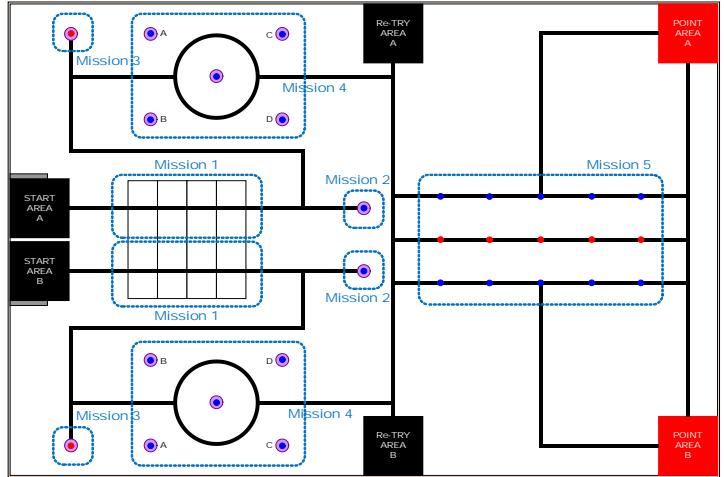 Re-TRY
AREA
A
POINT
AREA
A
A
C
Mission 3
Mission 4
B
D
Mission 1
Mission 2
Mission 5
START
AREA
A
START
AREA
B
Mission 2
Mission 1
B
D
Mission 3
Mission 4
A
C
Re-TRY
AREA
B
POINT
AREA
B